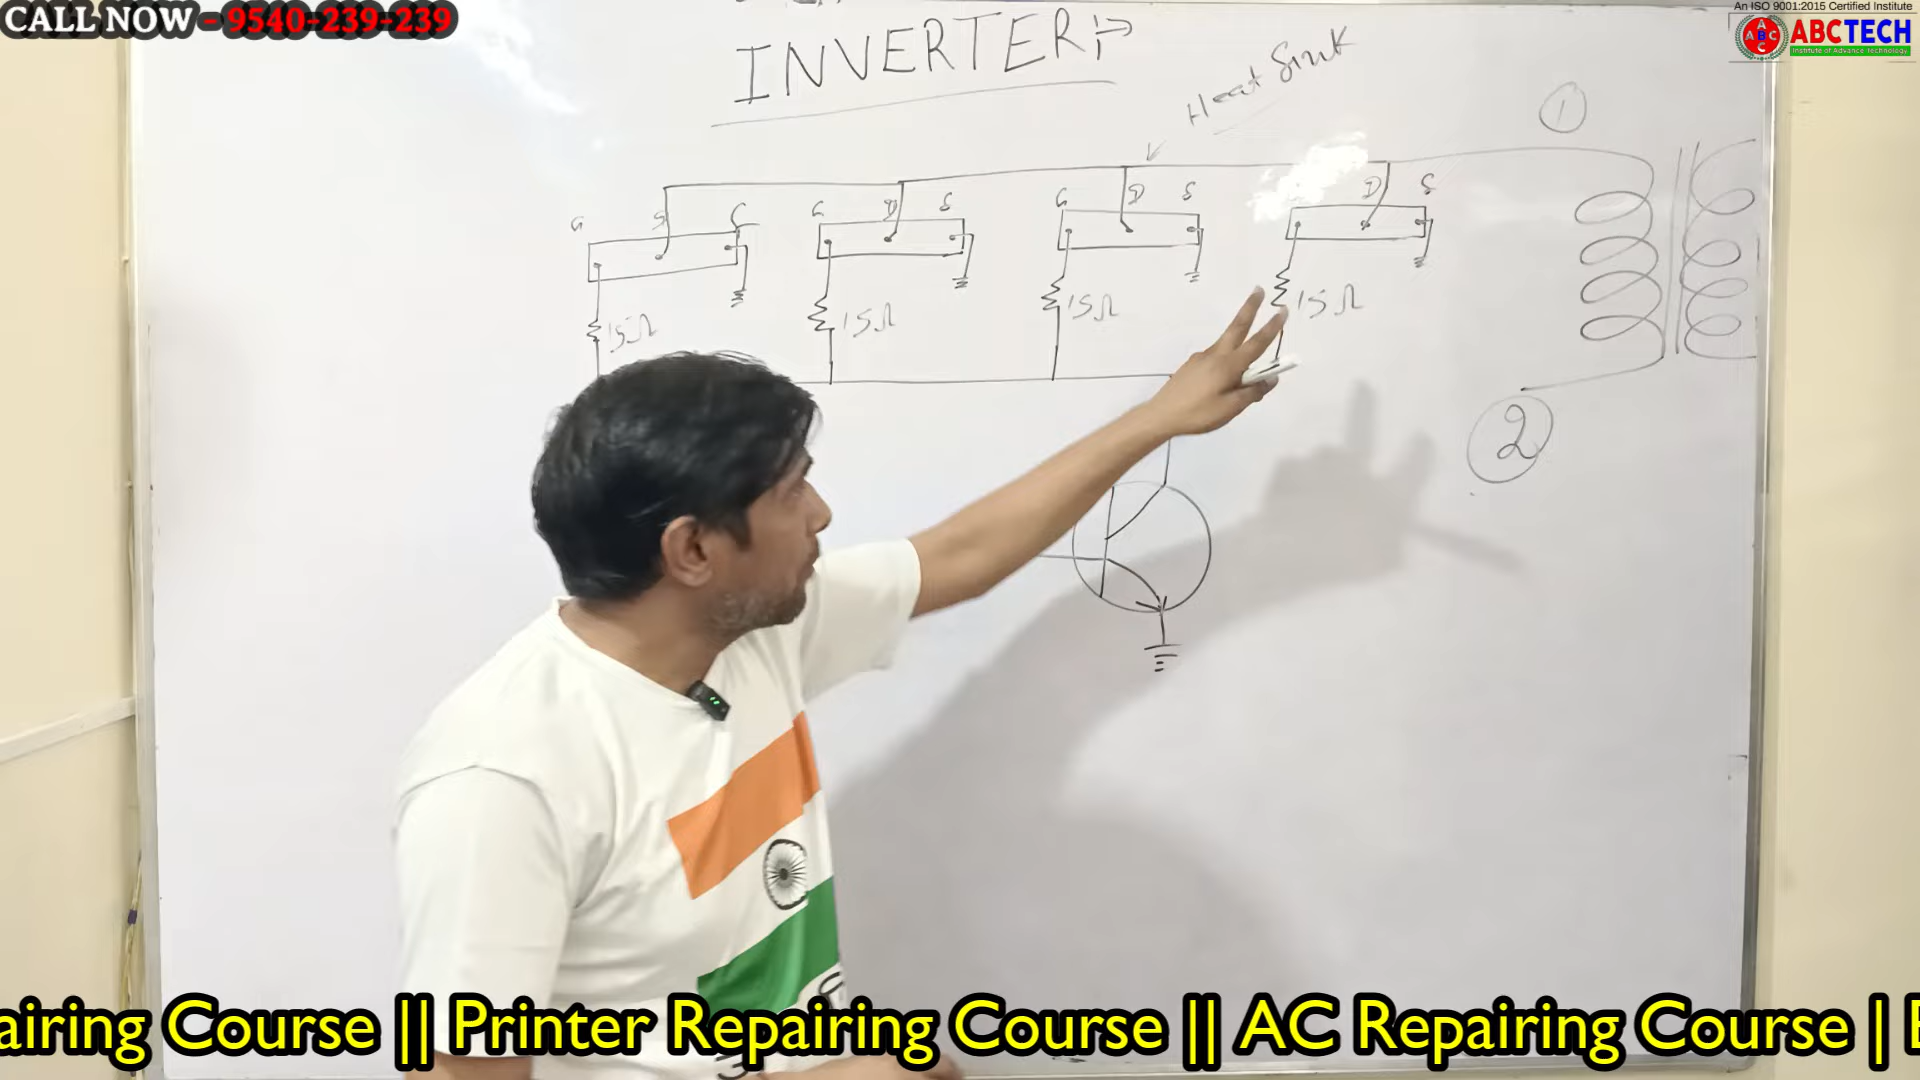 CALL NOW - 9540-239-239
An ISO 9001:2015 Certified Institute
ABC
ABCTECH
Institute of Advance Technology
INVERTER:-
Heat Sink
1
G
G D S
G D S
D S
15Ω
15Ω
15Ω
15Ω
2
airing Course || Printer Repairing Course || AC Repairing Course |